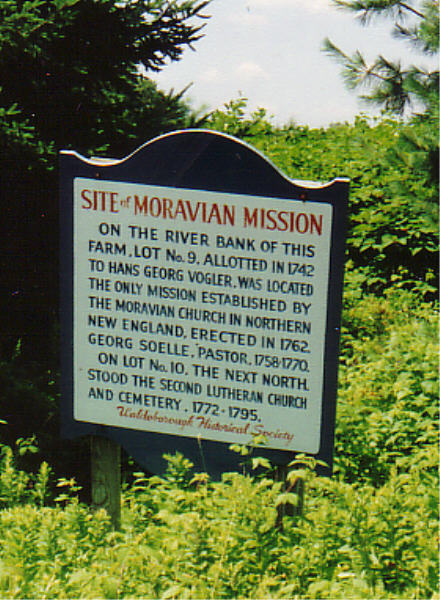 SITE of MORAVIAN MISSION
ON THE RIVER BANK OF THIS
FARM, LOT No. 9, ALLOTTED IN 1742
TO HANS GEORG VOGLER, WAS LOCATED
THE ONLY MISSION ESTABLISHED BY
THE MORAVIAN CHURCH IN NORTHERN
NEW ENGLAND, ERECTED IN 1762.
GEORG SOELLE, PASTOR, 1758-1770.
ON LOT No. 10, THE NEXT NORTH,
STOOD THE SECOND LUTHERAN CHURCH
AND CEMETERY. 1772-1795.
Waldoborough Historical Society